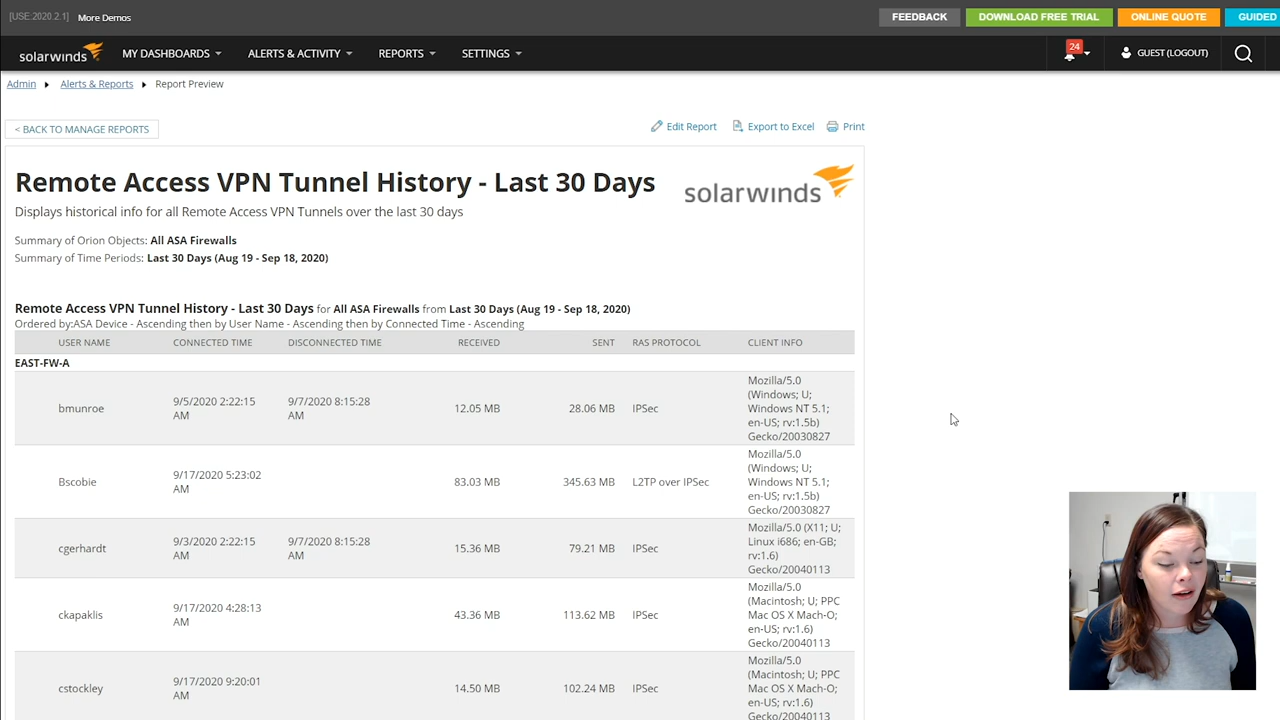 [USE:2020.2.1] More Demos FEEDBACK DOWNLOAD FREE TRIAL ONLINE QUOTE GUIDED
solarwinds MY DASHBOARDS ALERTS & ACTIVITY REPORTS SETTINGS 24 GUEST (LOGOUT)
Admin Alerts & Reports Report Preview
< BACK TO MANAGE REPORTS Edit Report Export to Excel Print
Remote Access VPN Tunnel History - Last 30 Days solarwinds
Displays historical info for all Remote Access VPN Tunnels over the last 30 days
Summary of Orion Objects: All ASA Firewalls
Summary of Time Periods: Last 30 Days (Aug 19 - Sep 18, 2020)
Remote Access VPN Tunnel History - Last 30 Days for All ASA Firewalls from Last 30 Days (Aug 19 - Sep 18, 2020)
Ordered by:ASA Device - Ascending then by User Name - Ascending then by Connected Time - Ascending
USER NAME CONNECTED TIME DISCONNECTED TIME RECEIVED SENT RAS PROTOCOL CLIENT INFO
EAST-FW-A
bmunroe 9/5/2020 2:22:15 AM 9/7/2020 8:15:28 AM 12.05 MB 28.06 MB IPSec Mozilla/5.0
(Windows; U;
Windows NT 5.1;
en-US; rv:1.5b)
Gecko/20030827
Bscobie 9/17/2020 5:23:02 AM 83.03 MB 345.63 MB L2TP over IPSec Mozilla/5.0
(Windows; U;
Windows NT 5.1;
en-US; rv:1.5b)
Gecko/20030827
cgerhardt 9/3/2020 2:22:15 AM 9/7/2020 8:15:28 AM 15.36 MB 79.21 MB IPSec Mozilla/5.0 (X11; U;
Linux i686; en-GB;
rv:1.6)
Gecko/20040113
ckapaklis 9/17/2020 4:28:13 AM 43.36 MB 113.62 MB IPSec Mozilla/5.0
(Macintosh; U; PPC
Mac OS X Mach-O;
en-US; rv:1.6)
Gecko/20040113
cstockley 9/17/2020 9:20:01 AM 14.50 MB 102.24 MB IPSec Mozilla/5.0
(Macintosh; U; PPC
Mac OS X Mach-O;
en-US; rv:1.6)
Gecko/20040113